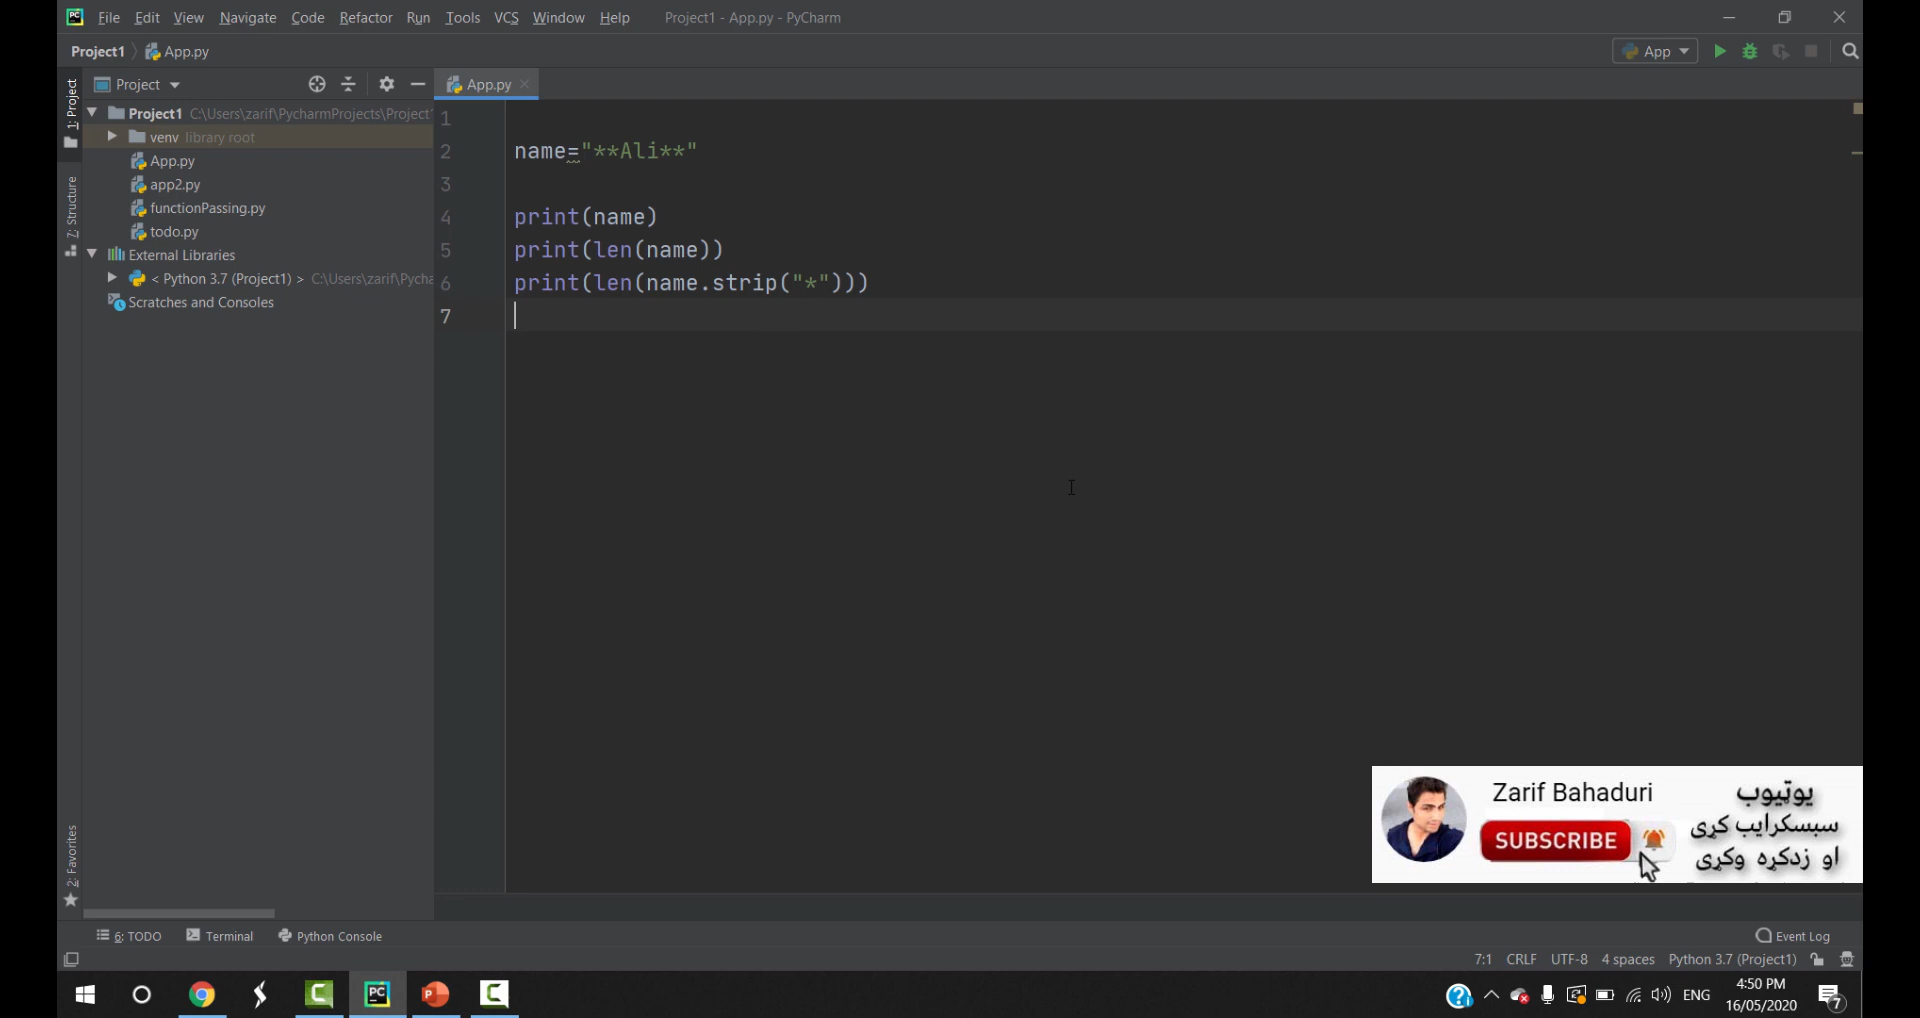 File Edit View Navigate Code Refactor Run Tools VCS Window Help Project1 - App.py - PyCharm
Project1 App.py App
Project App.py
1: Project
Project1 C:\Users\zarif\PycharmProjects\Project
venv library root
App.py
app2.py
functionPassing.py
todo.py
External Libraries
< Python 3.7 (Project1) > C:\Users\zarif\Pycha
Scratches and Consoles
7: Structure
2: Favorites
1
2 name="**Ali**"
3
4 print(name)
5 print(len(name))
6 print(len(name.strip("*")))
7
Zarif Bahaduri
SUBSCRIBE
یوټیوب
سبسکرایب کړی
او زدکړه وکړی
6: TODO Terminal Python Console Event Log
7:1 CRLF UTF-8 4 spaces Python 3.7 (Project1)
ENG 4:50 PM
16/05/2020
7